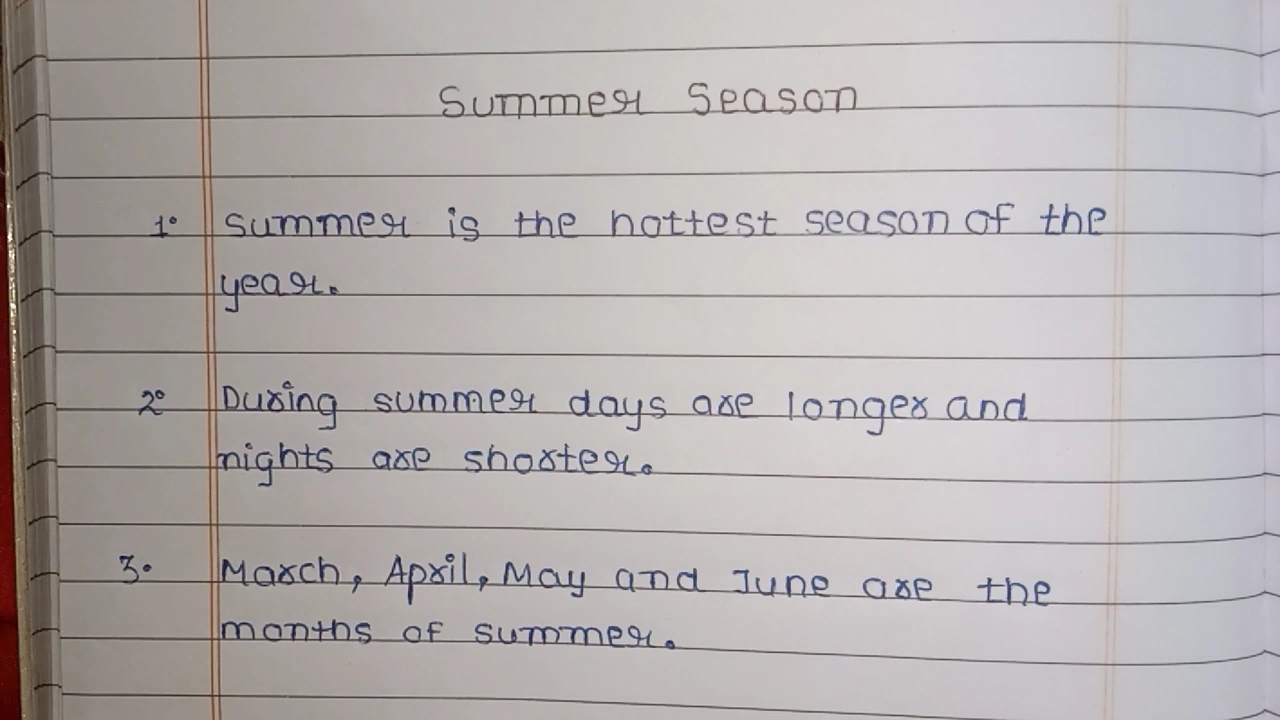 Summer Season
1. Summer is the hottest season of the
year.
2. During summer days are longer and
nights are shorter.
3. March, April, May and June are the
months of summer.